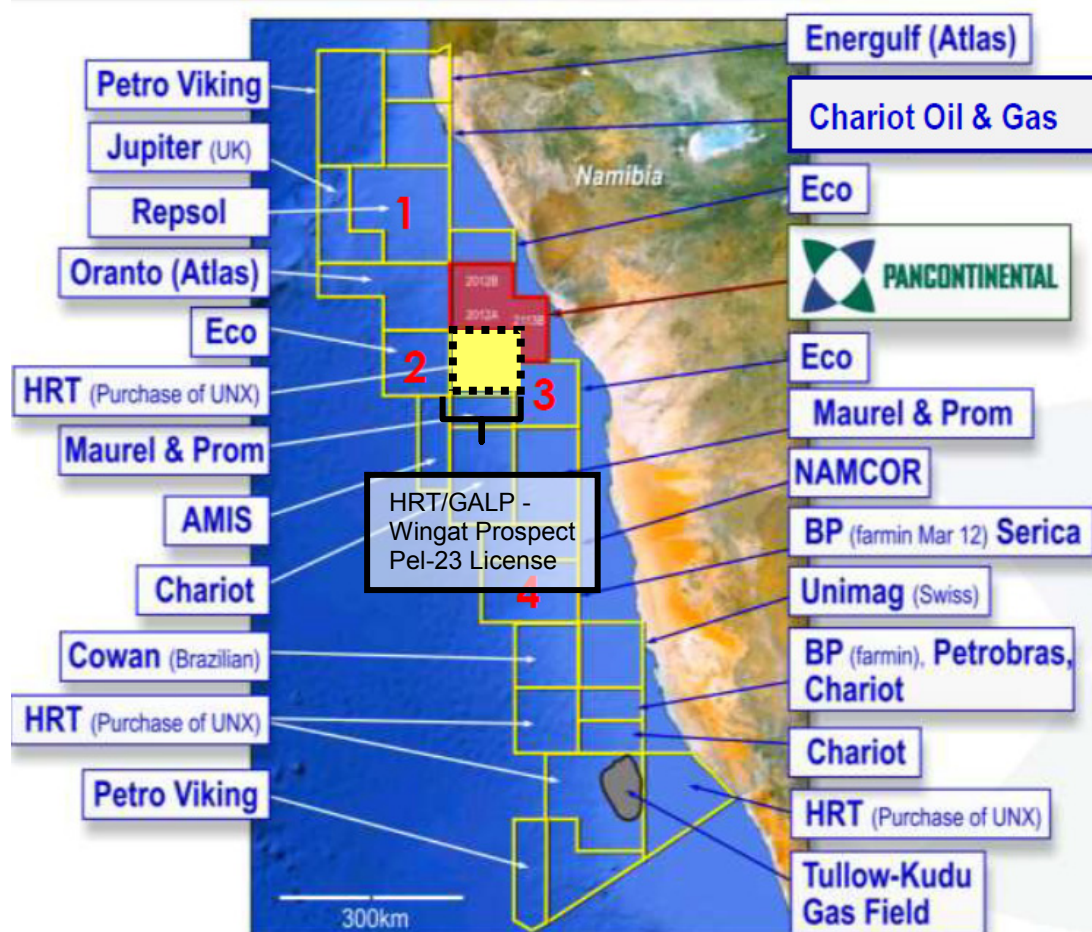 Petro Viking
Jupiter (UK)
Repsol
Oranto (Atlas)
Eco
HRT (Purchase of UNX)
Maurel & Prom
AMIS
Chariot
Cowan (Brazilian)
HRT (Purchase of UNX)
Petro Viking
Namibia
1
2012B
2012A
2113B
2
3
HRT/GALP -
Wingat Prospect
Pel-23 License
4
300km
Energulf (Atlas)
Chariot Oil & Gas
Eco
PANCONTINENTAL
Eco
Maurel & Prom
NAMCOR
BP (farmin Mar 12) Serica
Unimag (Swiss)
BP (farmin), Petrobras,
Chariot
Chariot
HRT (Purchase of UNX)
Tullow-Kudu
Gas Field